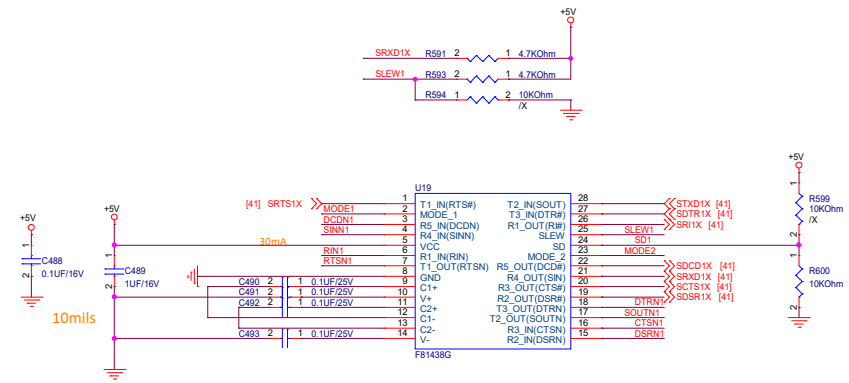 +5V
SRXD1X R591 2 1 4.7KOhm
SLEW1 R593 2 1 4.7KOhm
R594 1 2 10KOhm
/X
+5V
1
R599
10KOhm
/X
2
U19
[41] SRTS1X 1 T1_IN(RTS#) T2_IN(SOUT) 28 STXD1X [41]
MODE1 2 MODE_1 T3_IN(DTR#) 27 SDTR1X [41]
DCDN1 3 R5_IN(DCDN) R1_OUT(RI#) 26 SRI1X [41]
SINN1 4 R4_IN(SINN) SLEW 25 SLEW1
30mA 5 VCC SD 24 SD1
RIN1 6 R1_IN(RIN) MODE_2 23 MODE2
RTSN1 7 T1_OUT(RTSN) R5_OUT(DCD#) 22 SDCD1X [41]
8 GND R4_OUT(SIN) 21 SRXD1X [41]
C490 2 1 0.1UF/25V 9 C1+ R3_OUT(CTS#) 20 SCTS1X [41]
C491 2 1 0.1UF/25V 10 V+ R2_OUT(DSR#) 19 SDSR1X [41]
C492 2 1 0.1UF/25V 11 C2+ T3_OUT(DTRN) 18 DTRN1
12 C1- T2_OUT(SOUTN) 17 SOUTN1
13 C2- R3_IN(CTSN) 16 CTSN1
C493 2 1 0.1UF/25V 14 V- R2_IN(DSRN) 15 DSRN1
F81438G
+5V
1
C488
2 0.1UF/16V
+5V
1
C489
2 1UF/16V
10mils
1
R600
10KOhm
2